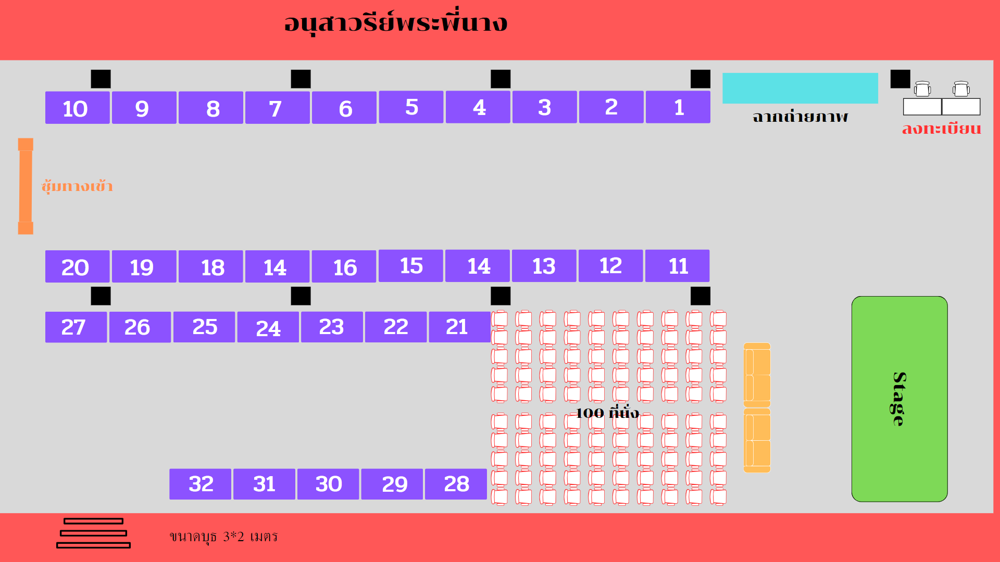 อนุสาวรีย์พระพี่นาง
10 9 8 7 6 5 4 3 2 1
ฉากถ่ายภาพ
ลงทะเบียน
ซุ้มทางเข้า
20 19 18 14 16 15 14 13 12 11
27 26 25 24 23 22 21
Stage
100 ที่นั่ง
32 31 30 29 28
ขนาดบุธ 3*2 เมตร